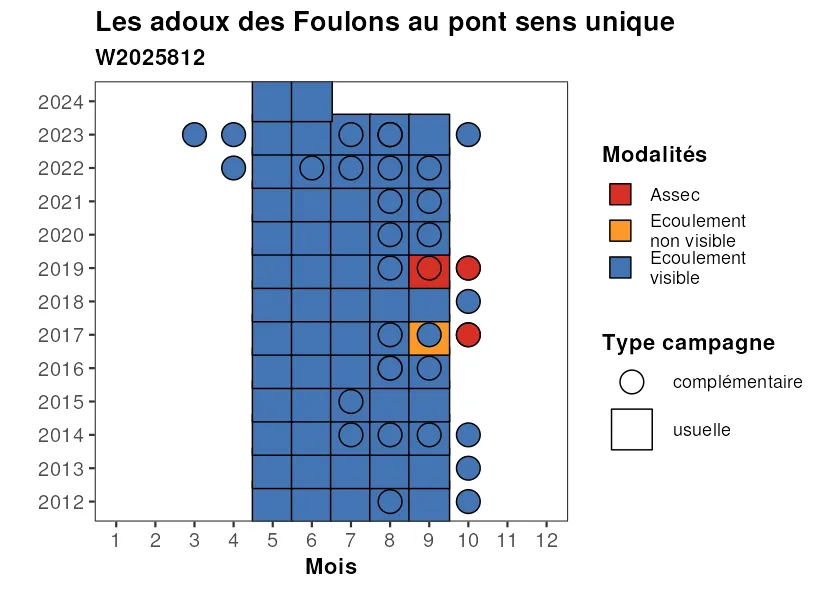 Les adoux des Foulons au pont sens unique
W2025812
2024
2023
2022
2021
2020
2019
2018
2017
2016
2015
2014
2013
2012
1 2 3 4 5 6 7 8 9 10 11 12
Mois
Modalités
Assec
Ecoulement
non visible
Ecoulement
visible
Type campagne
complémentaire
usuelle